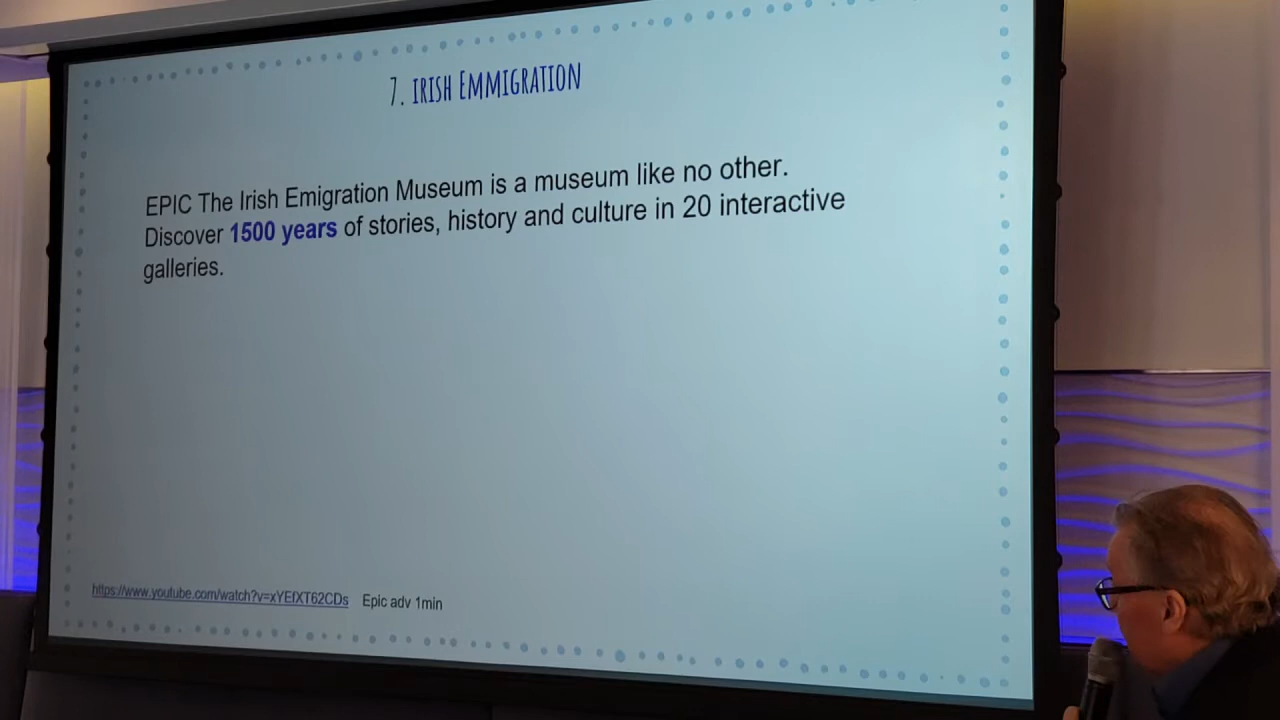 7. IRISH EMMIGRATION
EPIC The Irish Emigration Museum is a museum like no other.
Discover 1500 years of stories, history and culture in 20 interactive
galleries.
https://www.youtube.com/watch?v=xYEfXT62CDs Epic adv 1min